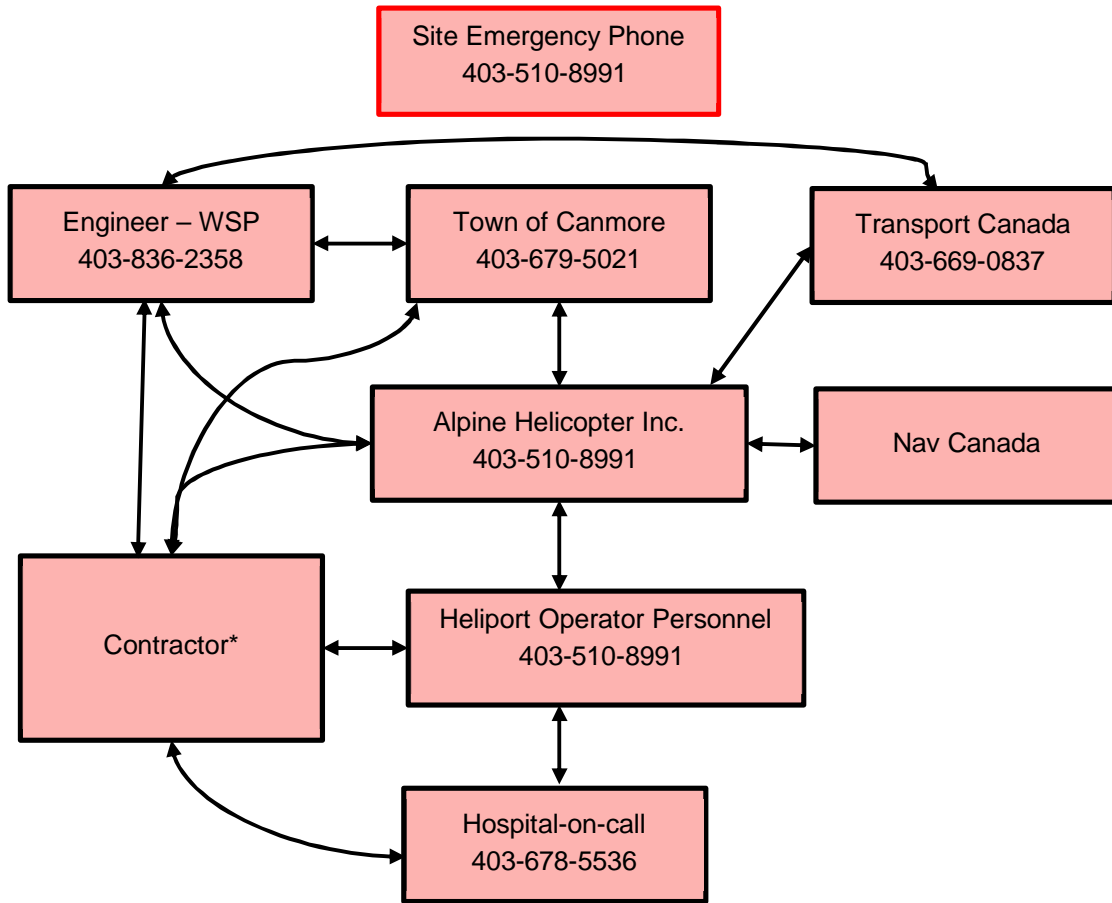 Site Emergency Phone
403-510-8991
Engineer – WSP
403-836-2358
Town of Canmore
403-679-5021
Transport Canada
403-669-0837
Alpine Helicopter Inc.
403-510-8991
Nav Canada
Contractor*
Heliport Operator Personnel
403-510-8991
Hospital-on-call
403-678-5536